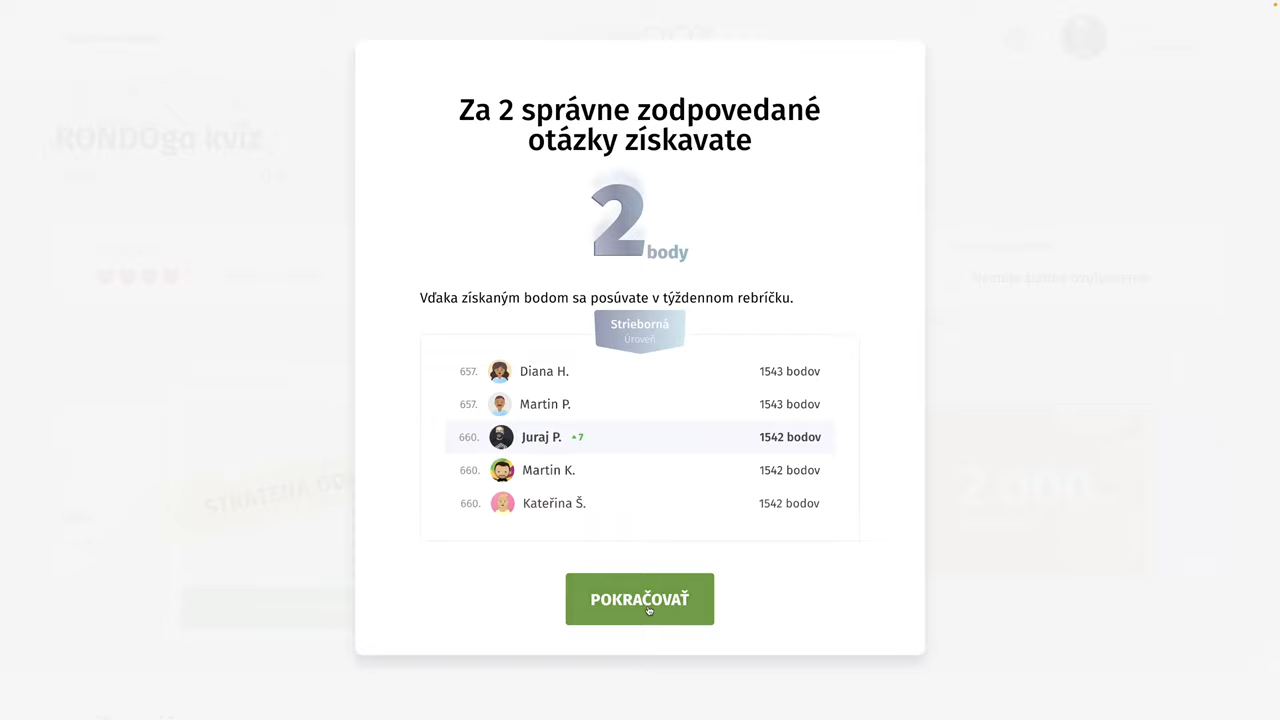 Za 2 správne zodpovedané
otázky získavate
2 body
Vďaka získaným bodom sa posúvate v týždennom rebríčku.
Strieborná
Úroveň
657. Diana H. 1543 bodov
657. Martin P. 1543 bodov
660. Juraj P. 7 1542 bodov
660. Martin K. 1542 bodov
660. Kateřina Š. 1542 bodov
POKRAČOVAŤ
RONDOgo kvíz